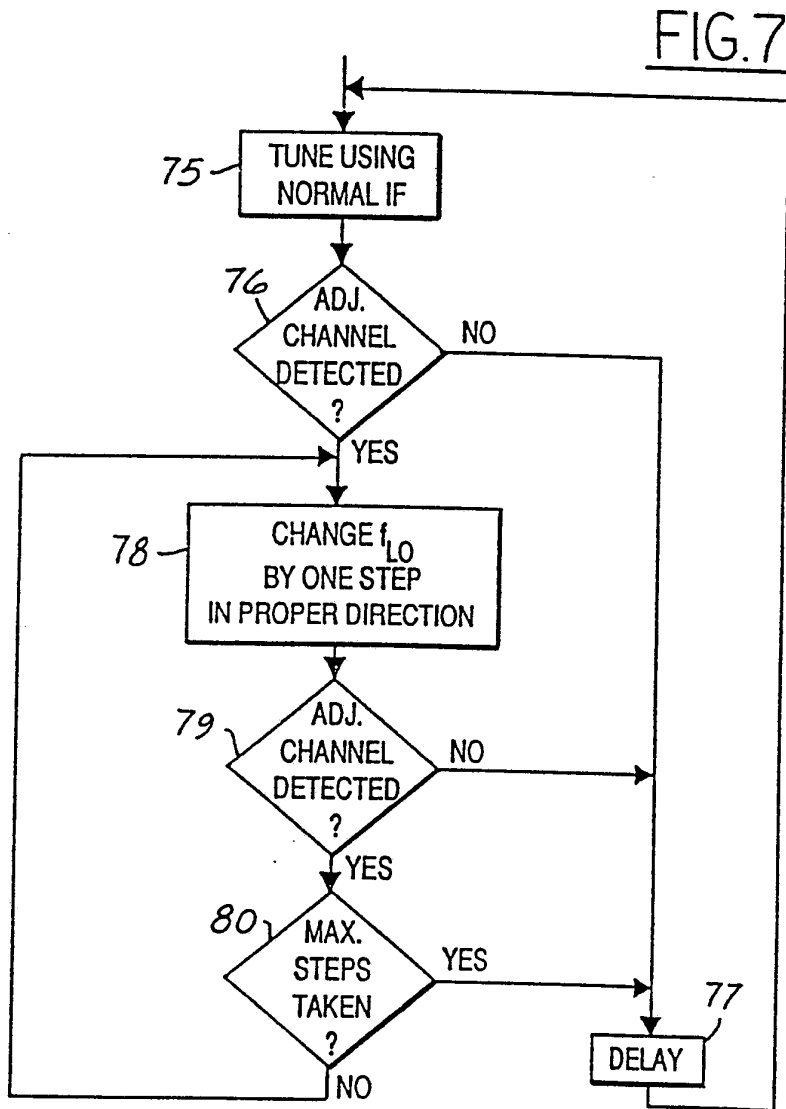 FIG.7
75
TUNE USING
NORMAL IF
76
ADJ.
CHANNEL
DETECTED
?
NO
YES
78
CHANGE fLO
BY ONE STEP
IN PROPER DIRECTION
79
ADJ.
CHANNEL
DETECTED
?
NO
YES
80
MAX.
STEPS
TAKEN
?
YES
NO
77
DELAY